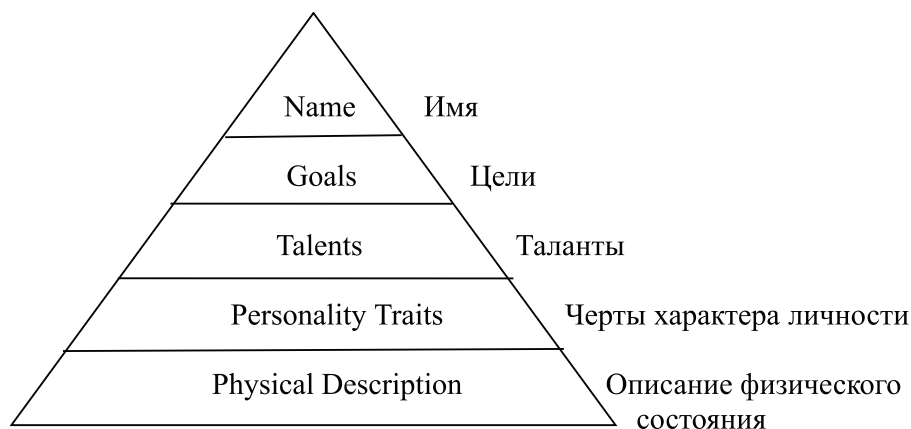 Name Имя
Goals Цели
Talents Таланты
Personality Traits Черты характера личности
Physical Description Описание физического
состояния